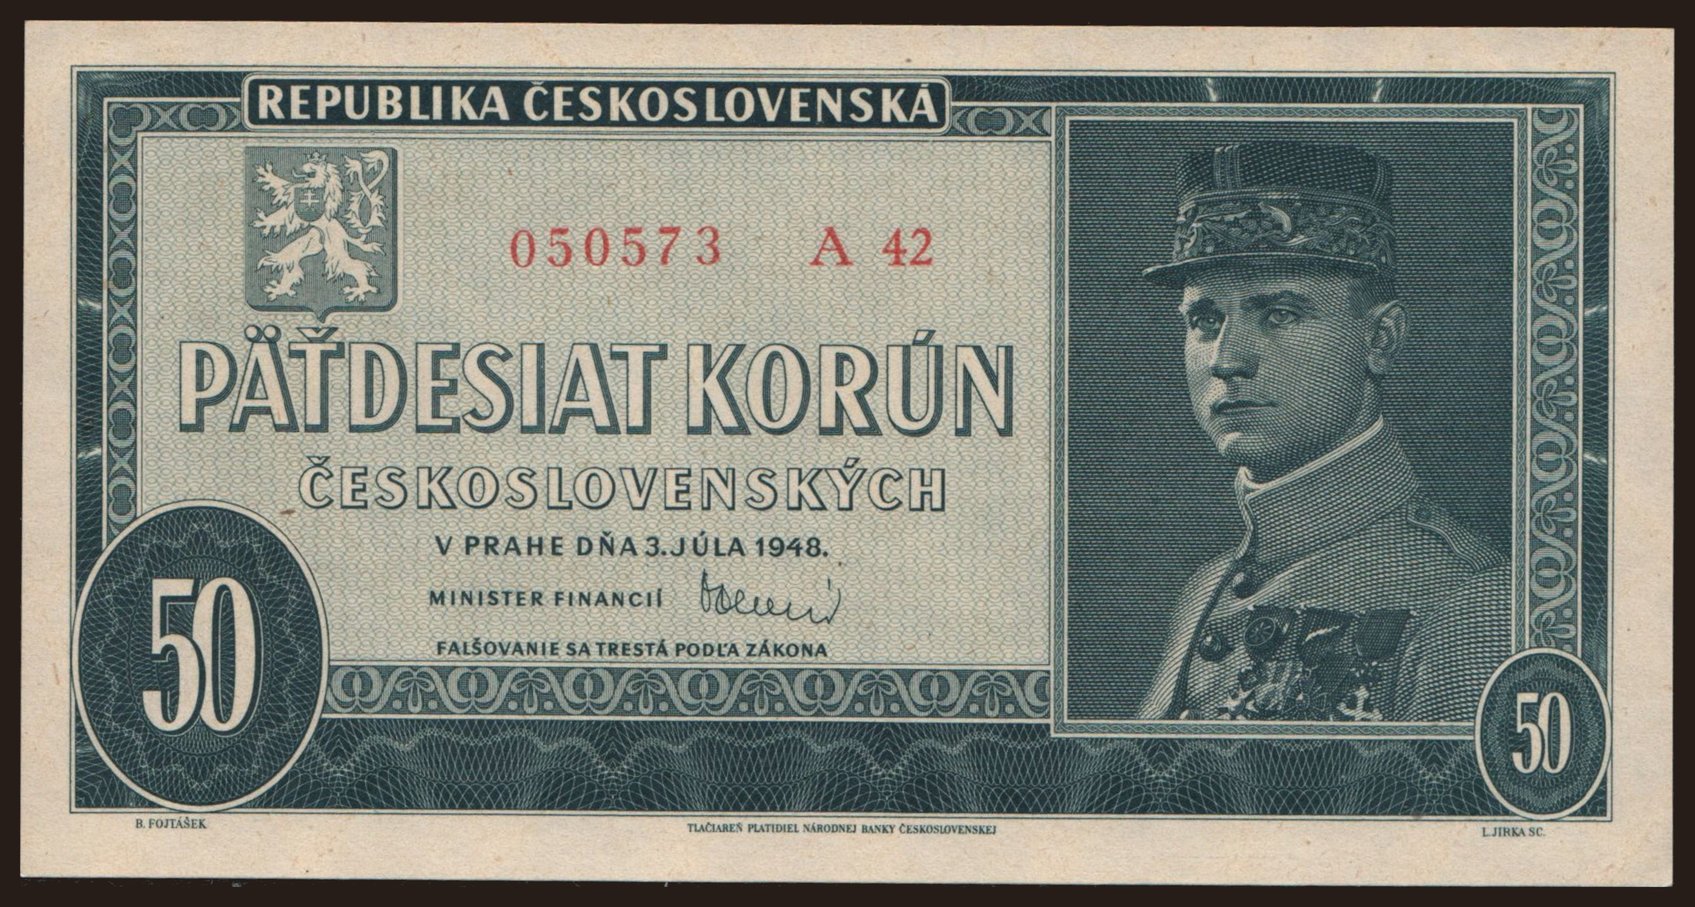 REPUBLIKA ČESKOSLOVENSKÁ
050573 A 42
PÄŤDESIAT KORÚN
ČESKOSLOVENSKÝCH
V PRAHE DŇA 3. JÚLA 1948.
MINISTER FINANCIÍ
FALŠOVANIE SA TRESTÁ PODĽA ZÁKONA
50
50
B. FOJTÁŠEK
TLAČIAREŇ PLATIDIEL NÁRODNEJ BANKY ČESKOSLOVENSKEJ
L. JIRKA SC.